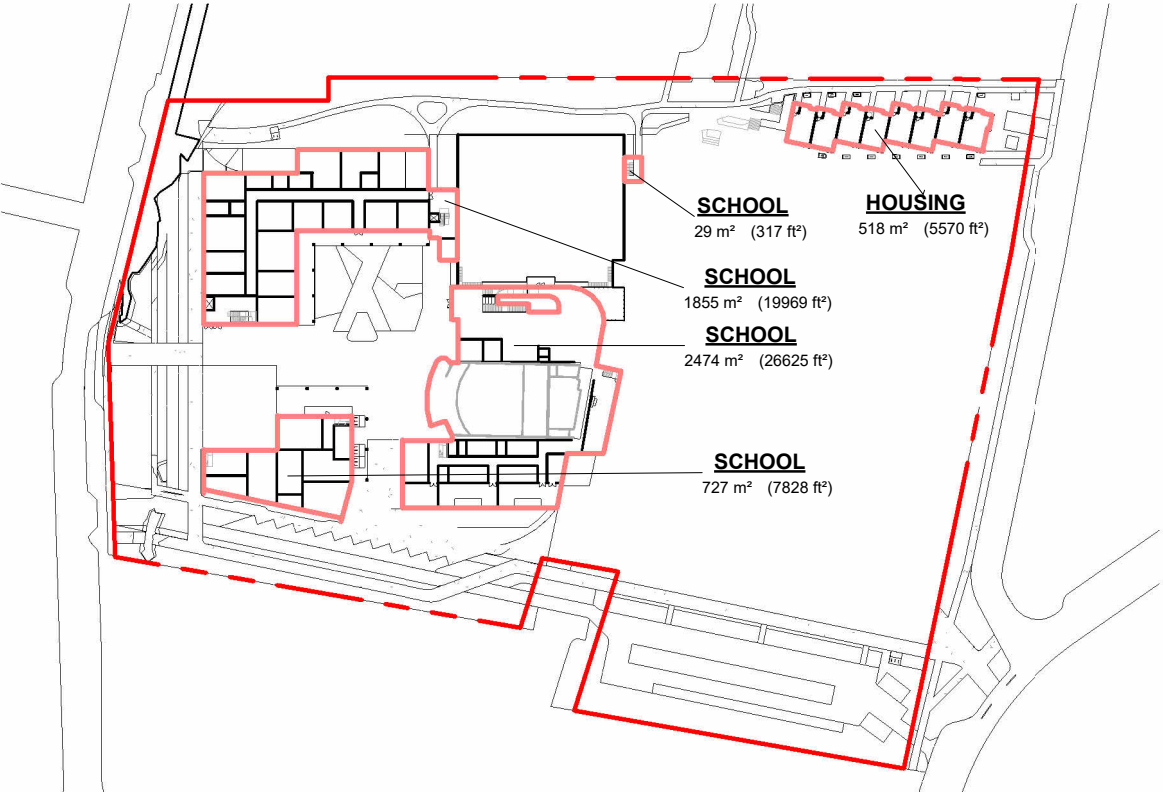 SCHOOL
29 m² (317 ft²)
HOUSING
518 m² (5570 ft²)
SCHOOL
1855 m² (19969 ft²)
SCHOOL
2474 m² (26625 ft²)
SCHOOL
727 m² (7828 ft²)